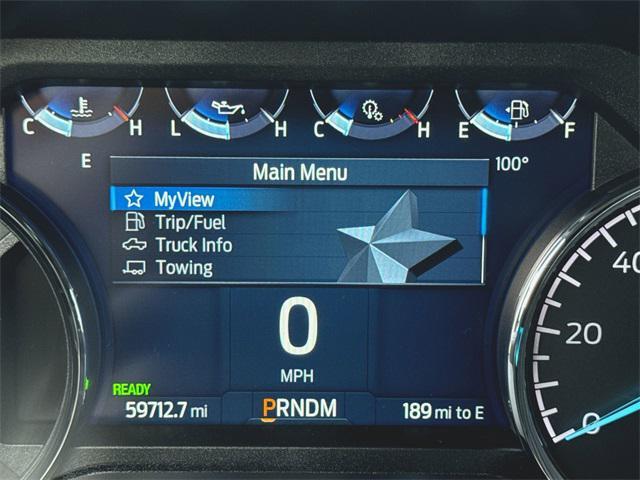 C H L H C H E F
E 100°
Main Menu
MyView
Trip/Fuel
Truck Info
Towing
0
MPH
READY
59712.7 mi PRNDM 189 mi to E
40
20
0